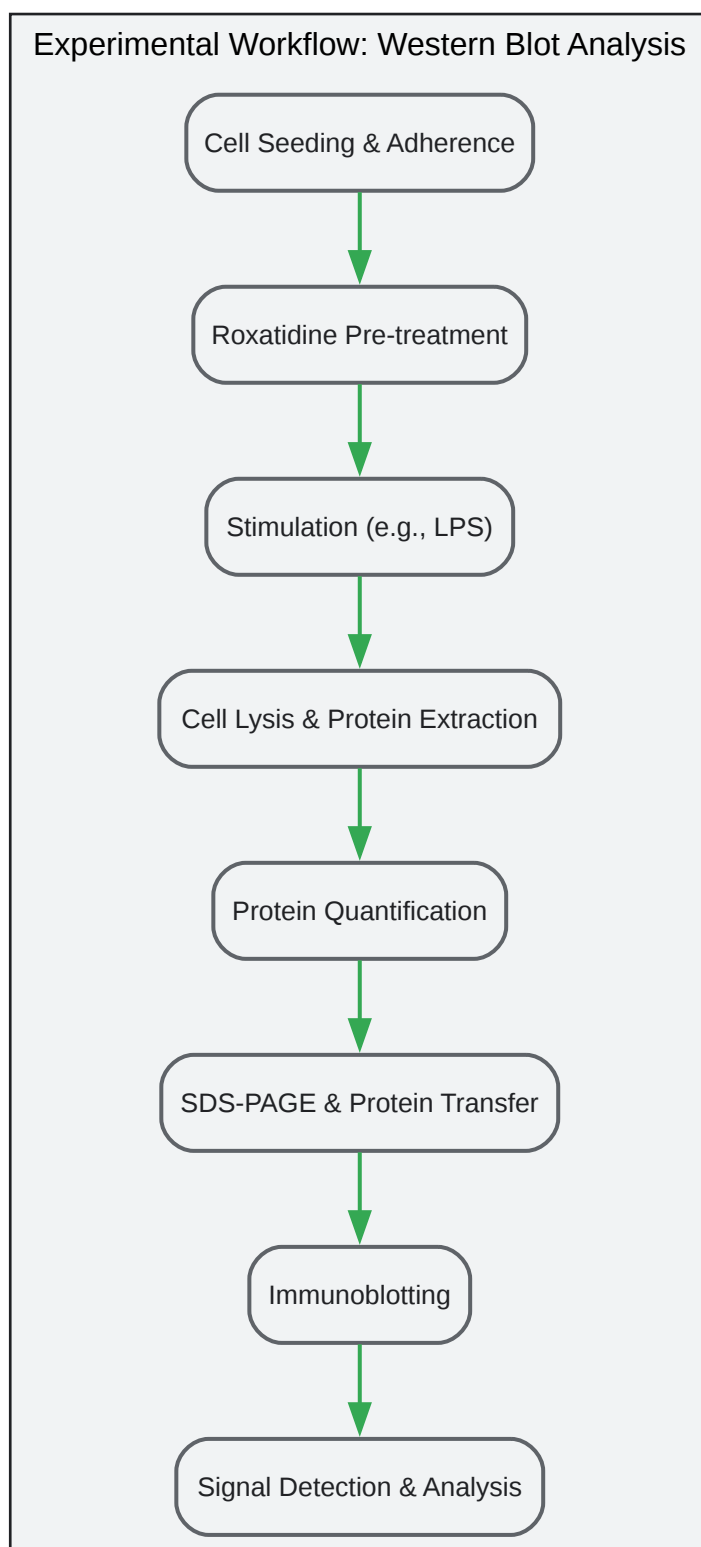 Experimental Workflow: Western Blot Analysis
Cell Seeding & Adherence
Roxatidine Pre-treatment
Stimulation (e.g., LPS)
Cell Lysis & Protein Extraction
Protein Quantification
SDS-PAGE & Protein Transfer
Immunoblotting
Signal Detection & Analysis